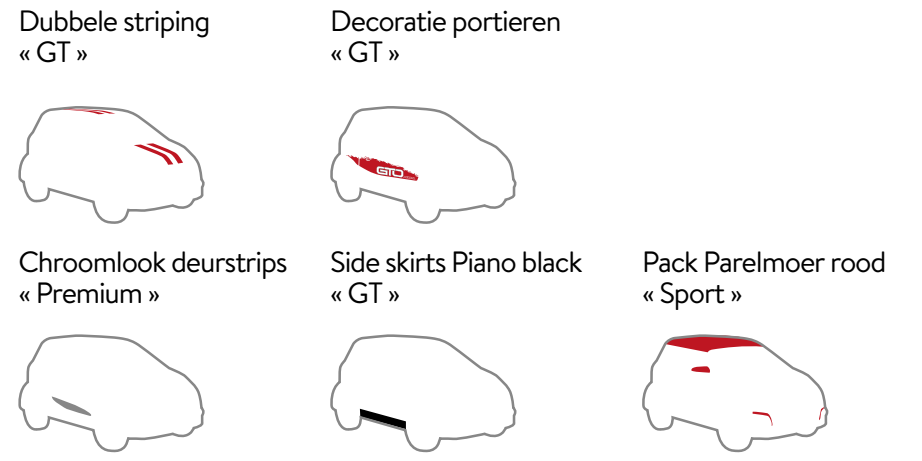 Dubbele striping
« GT »
Decoratie portieren
« GT »
GTO
Chroomlook deurstrips
« Premium »
Side skirts Piano black
« GT »
Pack Parelmoer rood
« Sport »